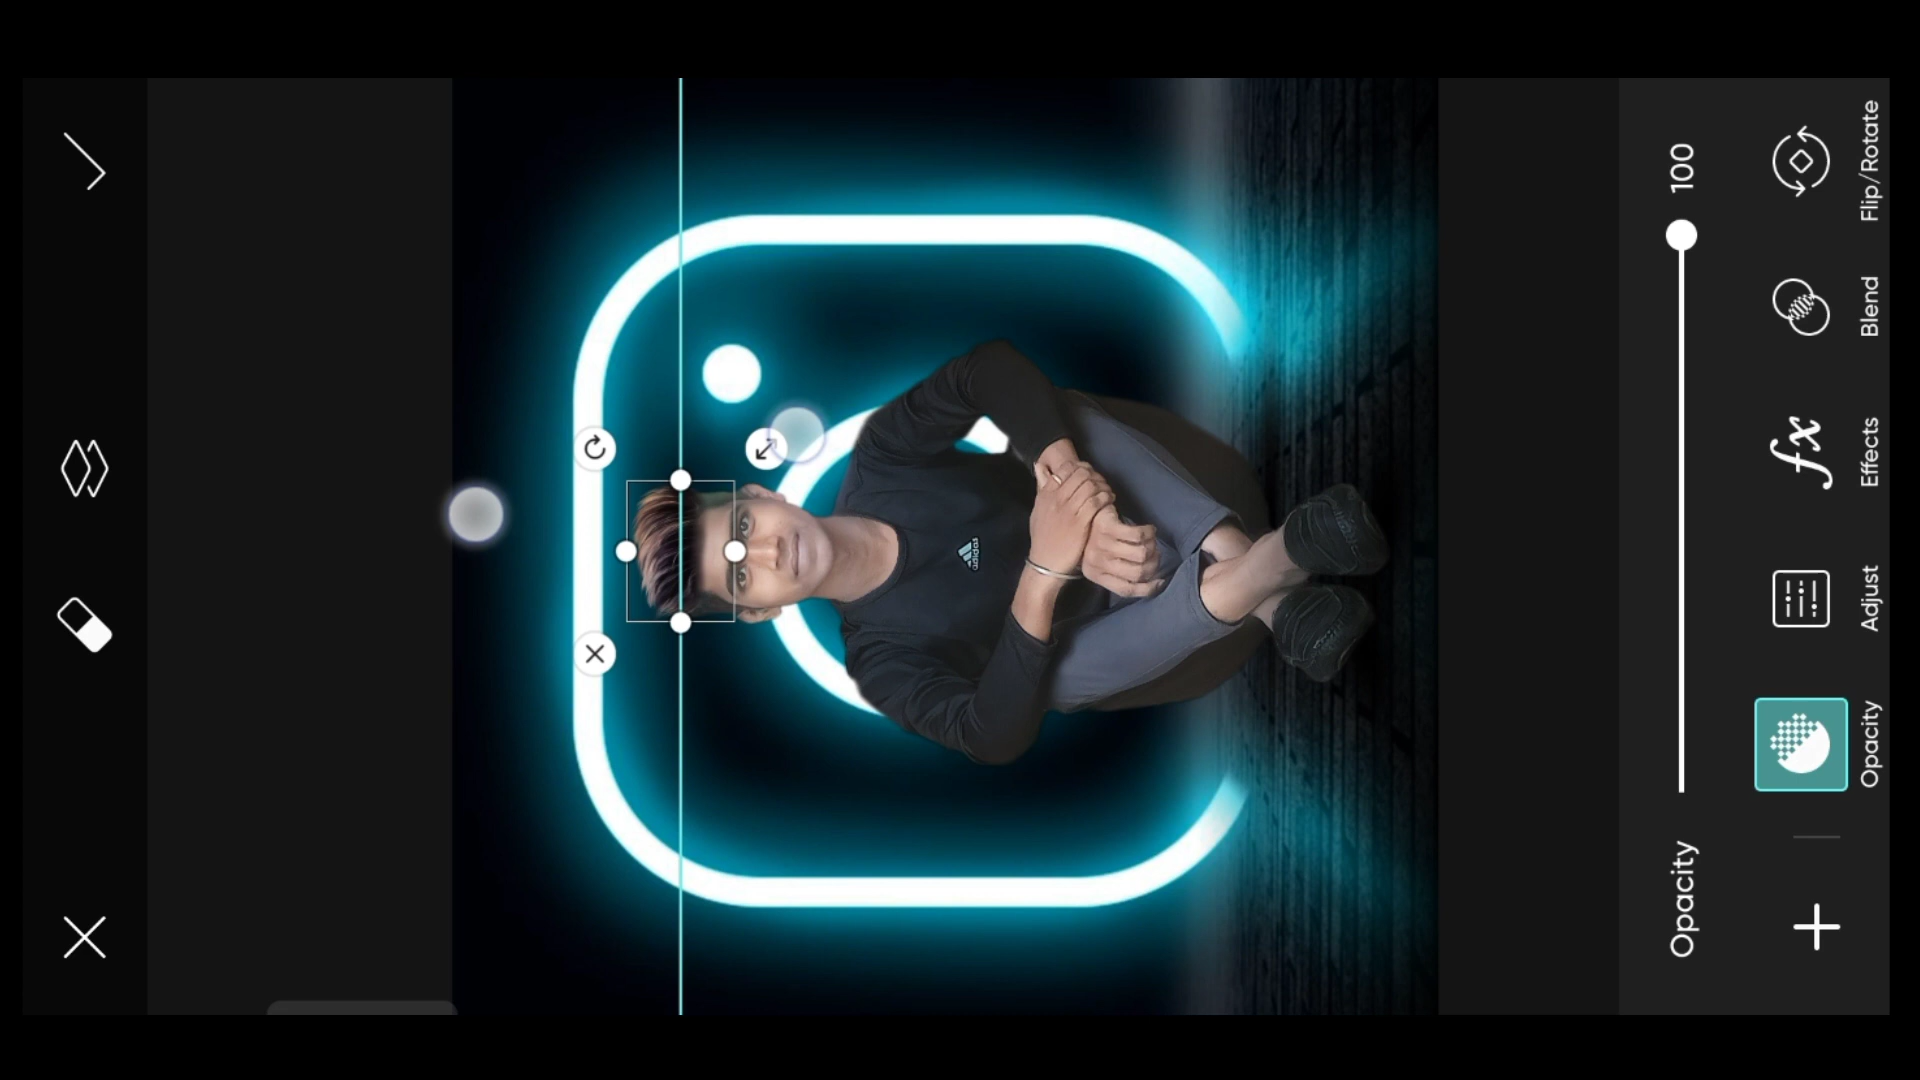 adidas
Opacity
100
Opacity
Adjust
Effects
Blend
Flip/Rotate